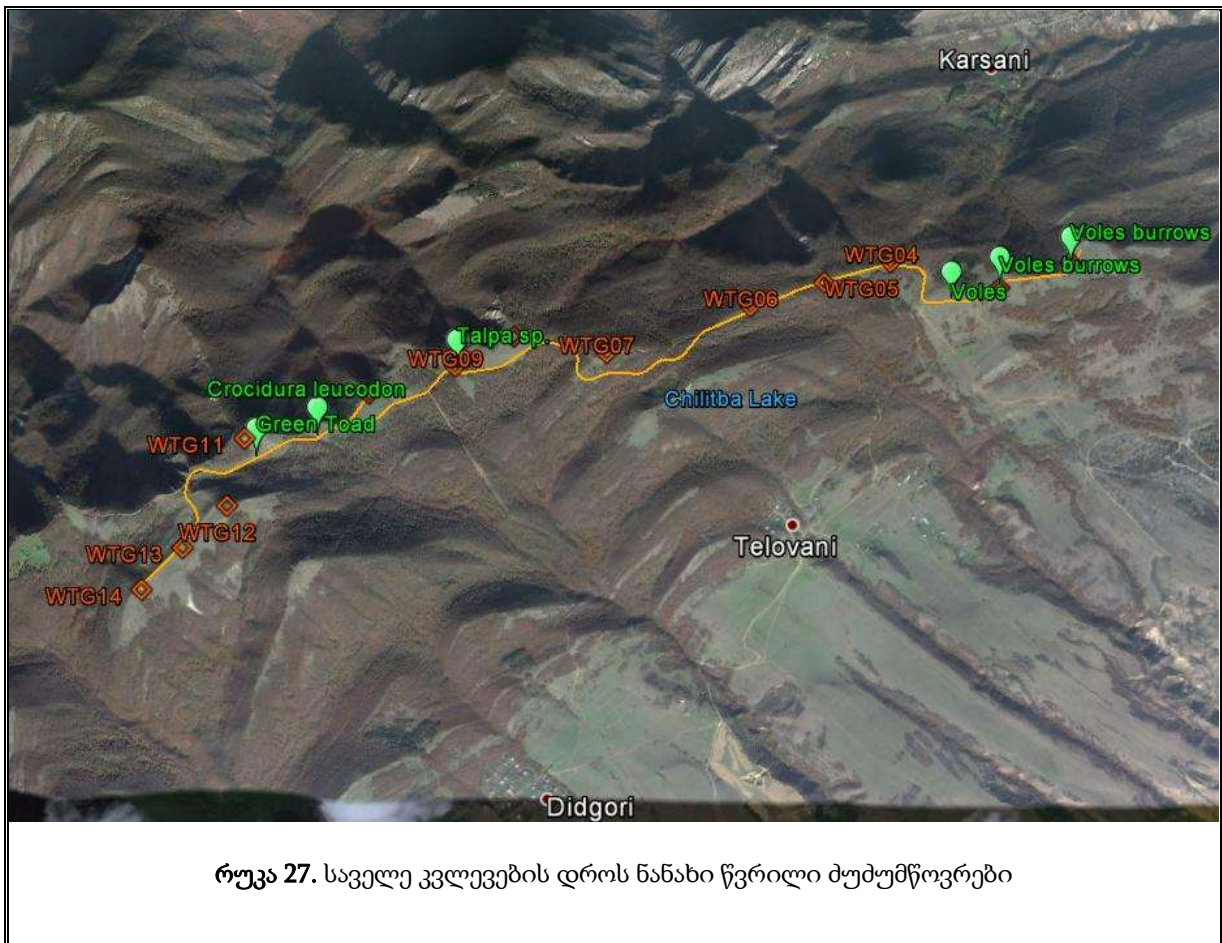 Karsani
Voles burrows
WTG04
Voles burrows
WTG05
Voles
WTG06
Talpa sp.
WTG07
WTG09
Crocidura leucodon
Chilitba Lake
Green Toad
WTG11
WTG12
Telovani
WTG13
WTG14
Didgori
რუკა 27. საველე კვლევების დროს ნანახი წვრილი ძუძუმწოვრები